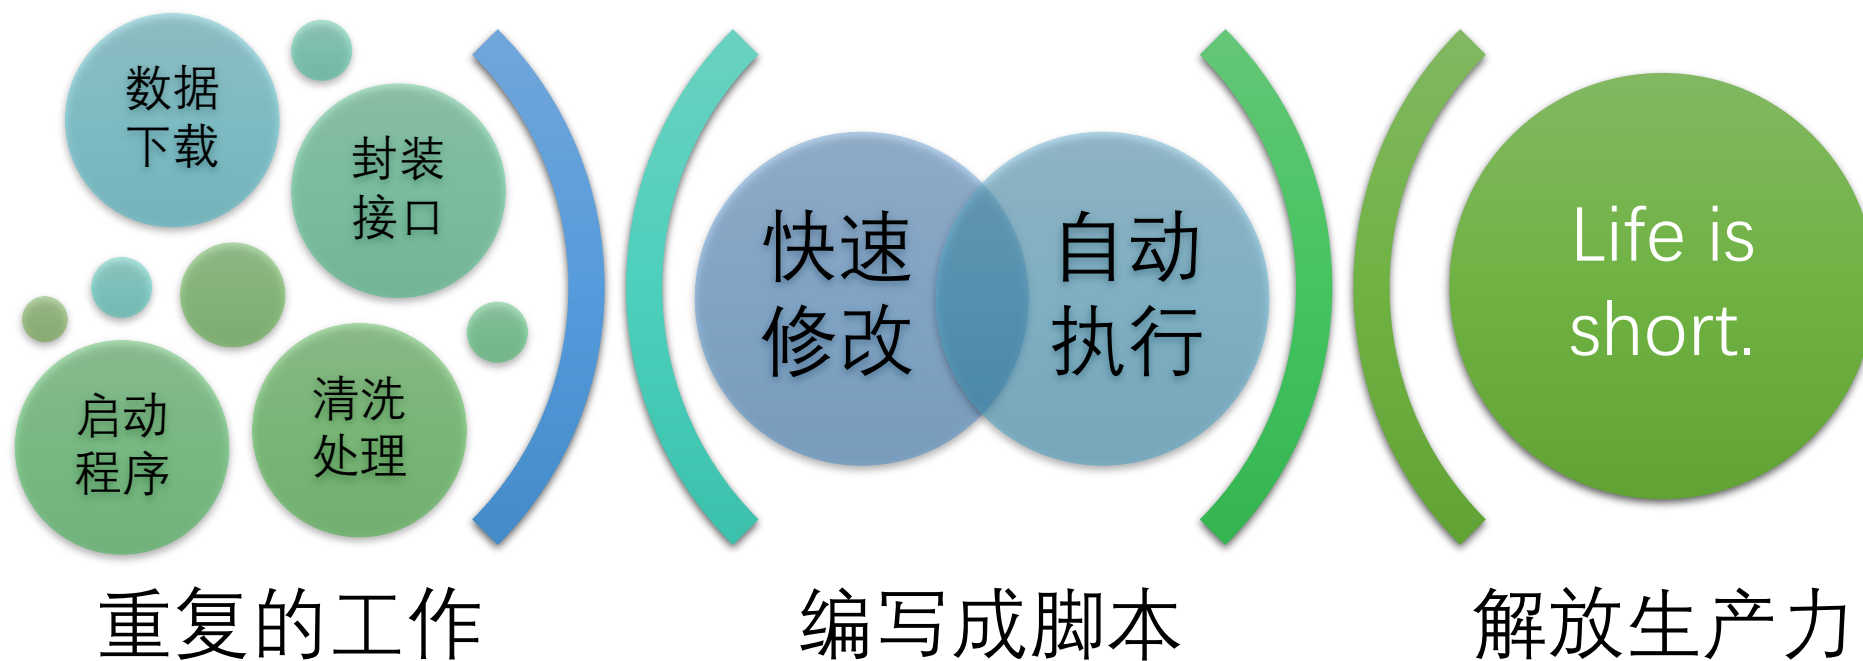 数据
下载
封装
接口
启动
程序
清洗
处理
重复的工作
快速
修改
自动
执行
编写成脚本
Life is
short.
解放生产力